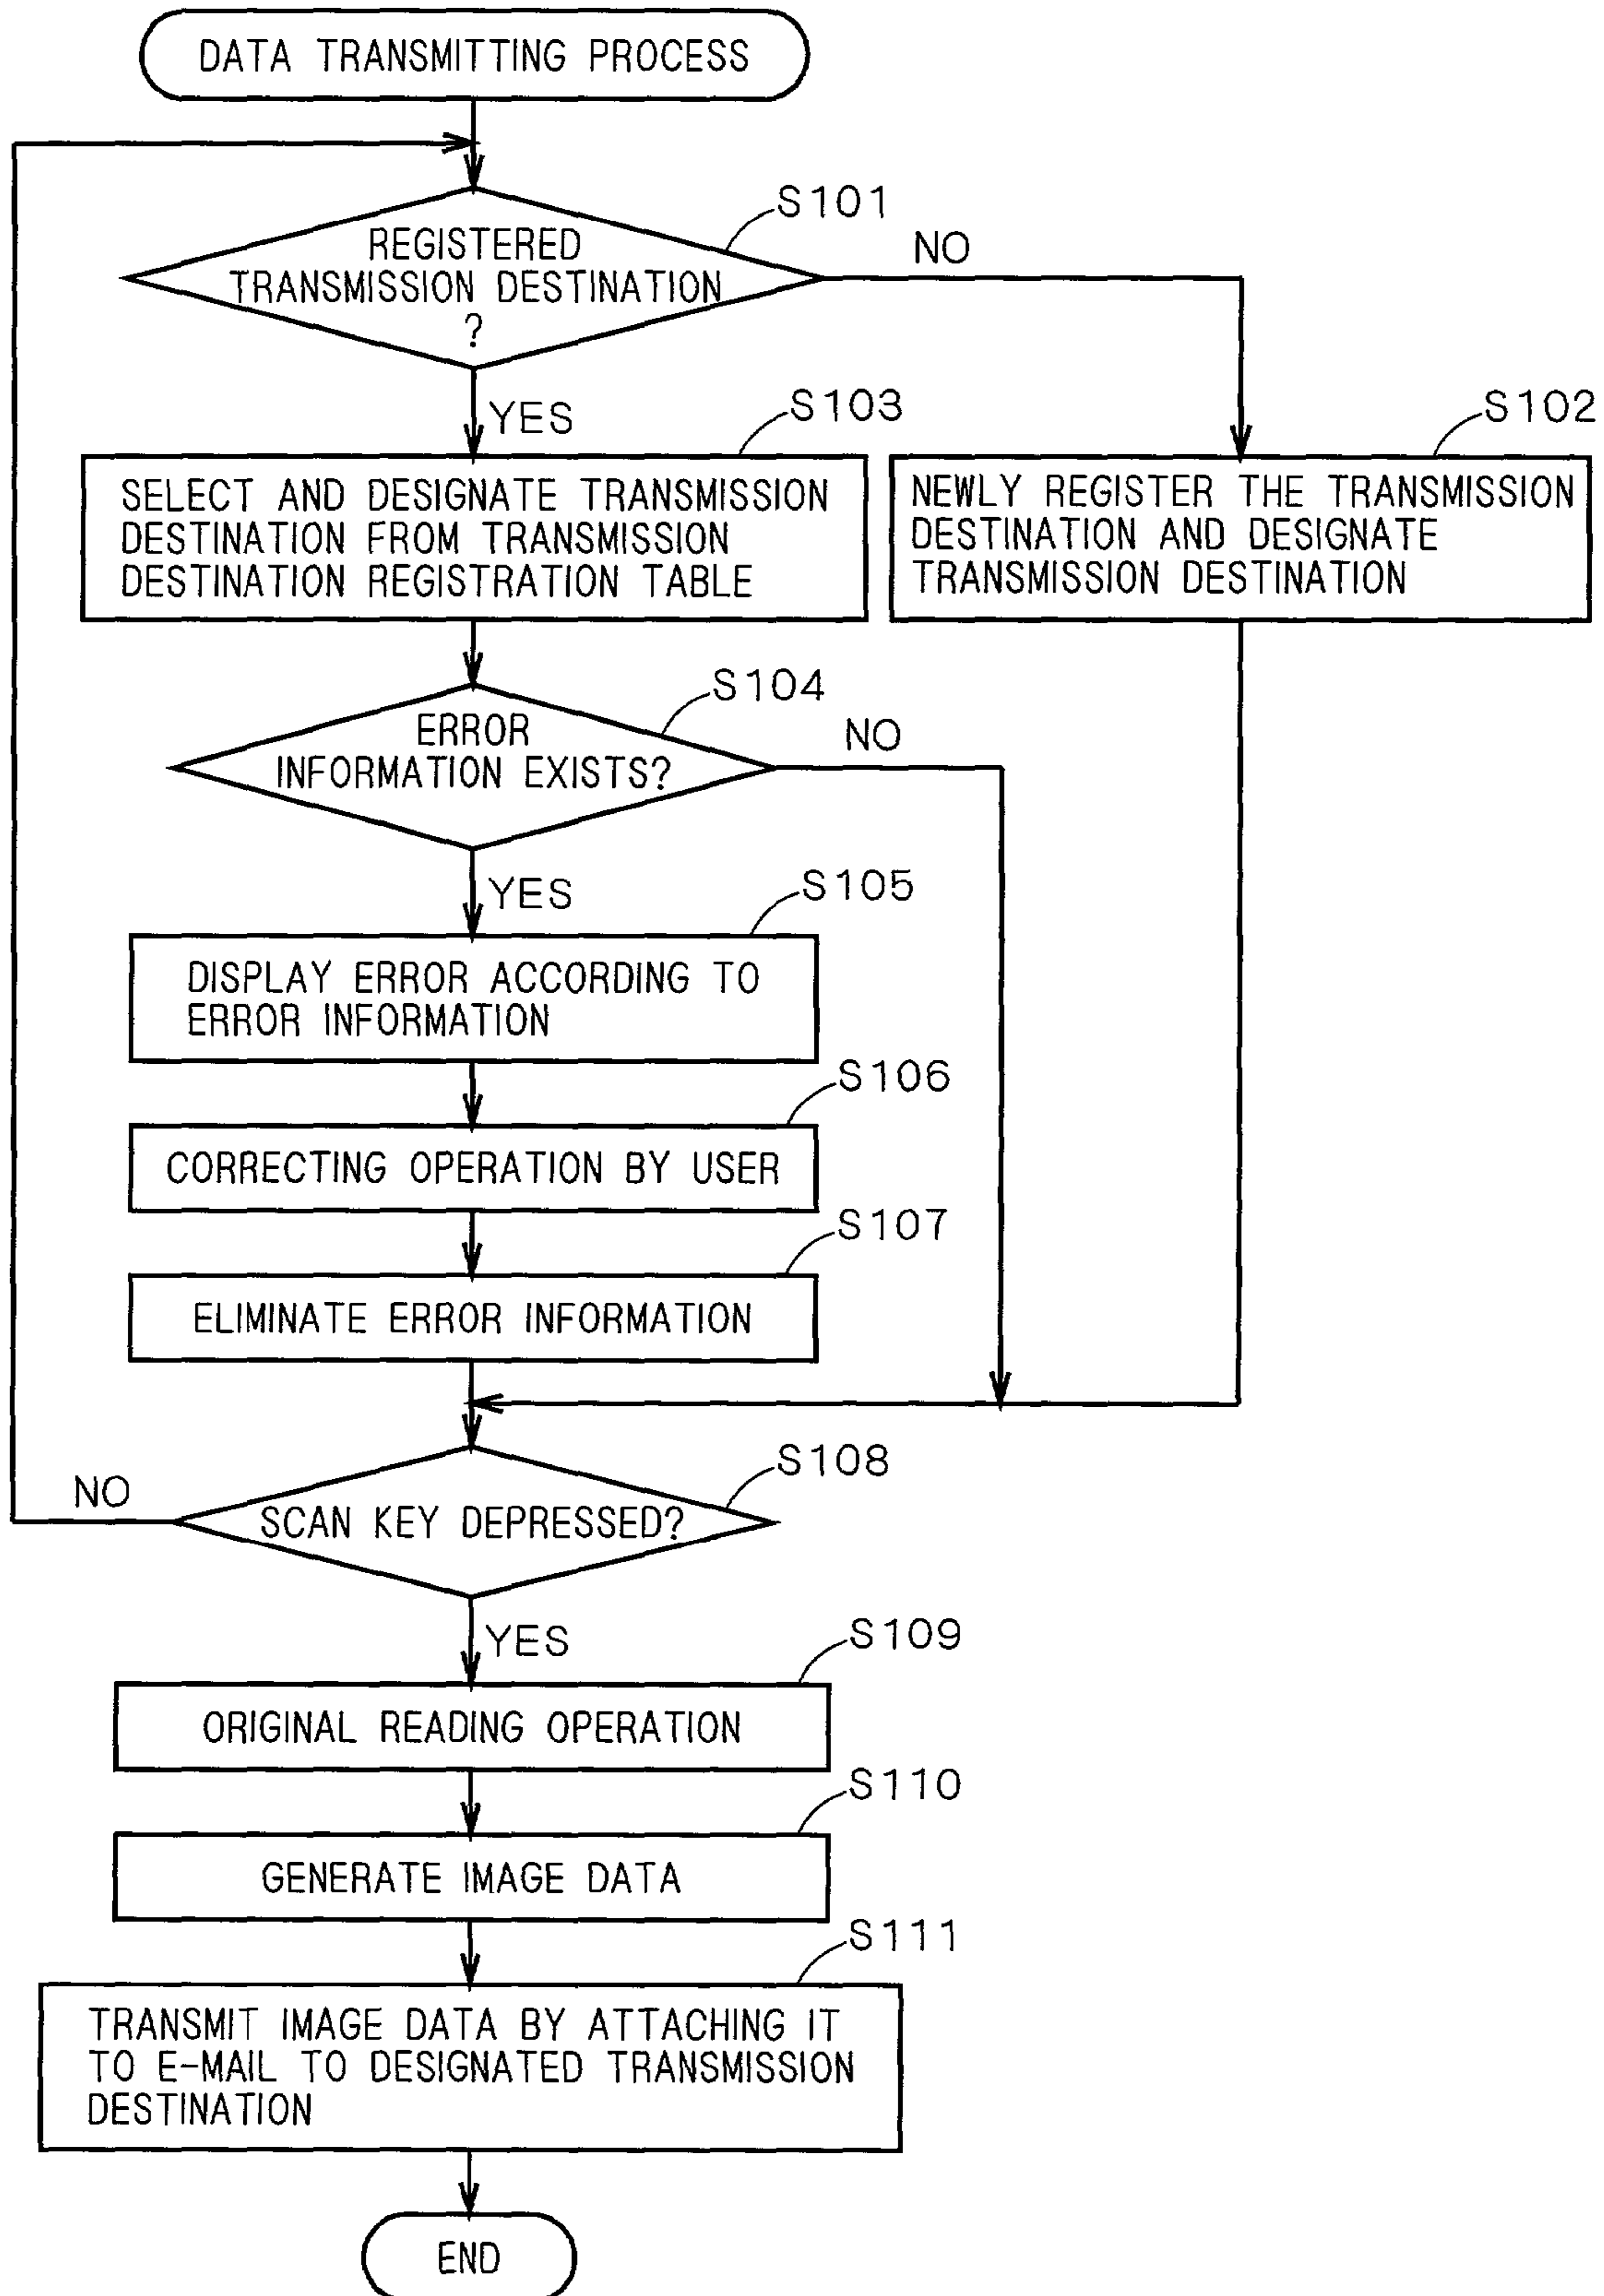 DATA TRANSMITTING PROCESS
S101
REGISTERED
TRANSMISSION DESTINATION
?
NO
YES
S103
SELECT AND DESIGNATE TRANSMISSION
DESTINATION FROM TRANSMISSION
DESTINATION REGISTRATION TABLE
S102
NEWLY REGISTER THE TRANSMISSION
DESTINATION AND DESIGNATE
TRANSMISSION DESTINATION
S104
ERROR
INFORMATION EXISTS?
NO
YES
S105
DISPLAY ERROR ACCORDING TO
ERROR INFORMATION
S106
CORRECTING OPERATION BY USER
S107
ELIMINATE ERROR INFORMATION
S108
NO
SCAN KEY DEPRESSED?
YES
S109
ORIGINAL READING OPERATION
S110
GENERATE IMAGE DATA
S111
TRANSMIT IMAGE DATA BY ATTACHING IT
TO E-MAIL TO DESIGNATED TRANSMISSION
DESTINATION
END